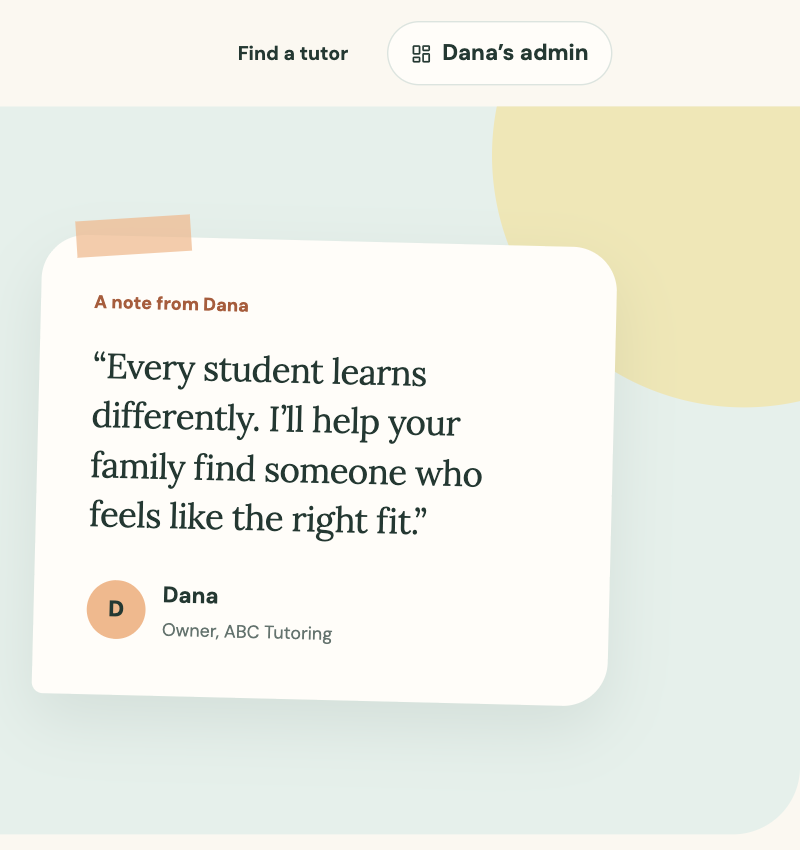 Find a tutor
Dana’s admin
A note from Dana
“Every student learns
differently. I’ll help your
family find someone who
feels like the right fit.”
D
Dana
Owner, ABC Tutoring